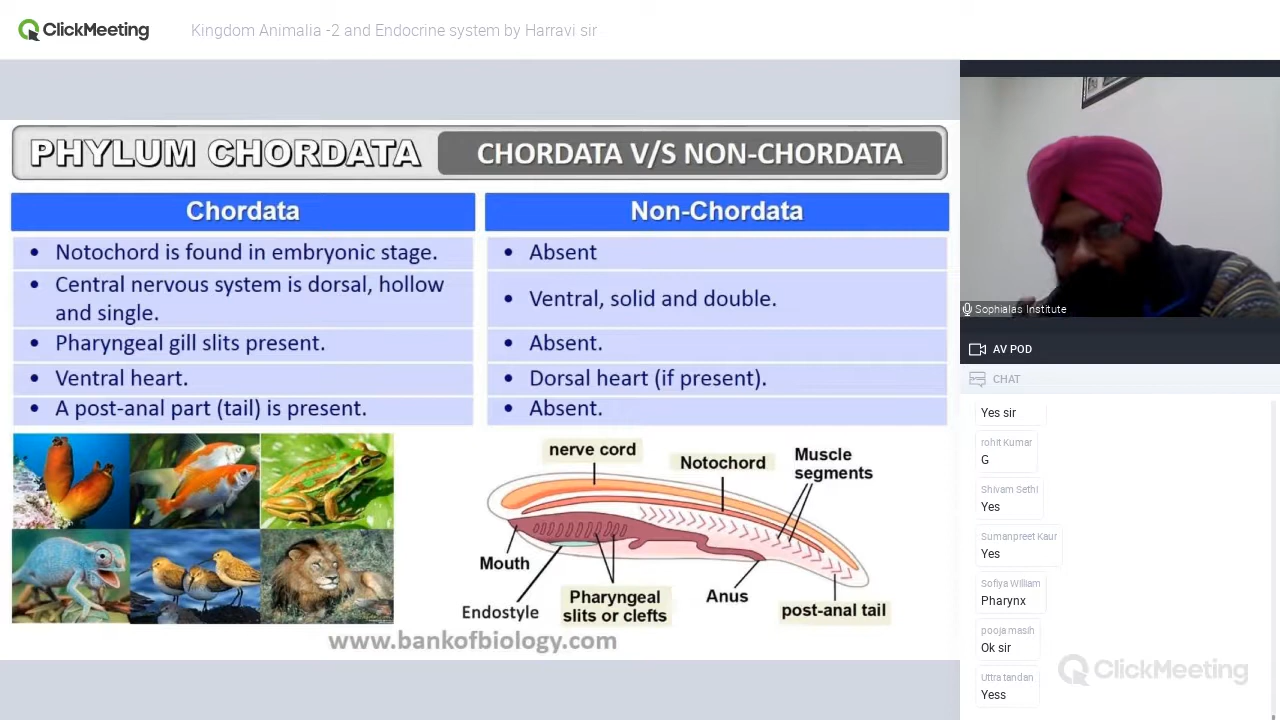 ClickMeeting
Kingdom Animalia -2 and Endocrine system by Harravi sir
PHYLUM CHORDATA
CHORDATA V/S NON-CHORDATA
Chordata
Non-Chordata
• Notochord is found in embryonic stage.
• Absent
• Central nervous system is dorsal, hollow
and single.
• Ventral, solid and double.
• Pharyngeal gill slits present.
• Absent.
• Ventral heart.
• Dorsal heart (if present).
• A post-anal part (tail) is present.
• Absent.
nerve cord
Notochord
Muscle
segments
Mouth
Endostyle
Pharyngeal
slits or clefts
Anus
post-anal tail
www.bankofbiology.com
Sophialas Institute
AV POD
CHAT
Yes sir
rohit Kumar
G
Shivam Sethi
Yes
Sumanpreet Kaur
Yes
Sofiya William
Pharynx
pooja masih
Ok sir
Uttra tandan
Yess
ClickMeeting